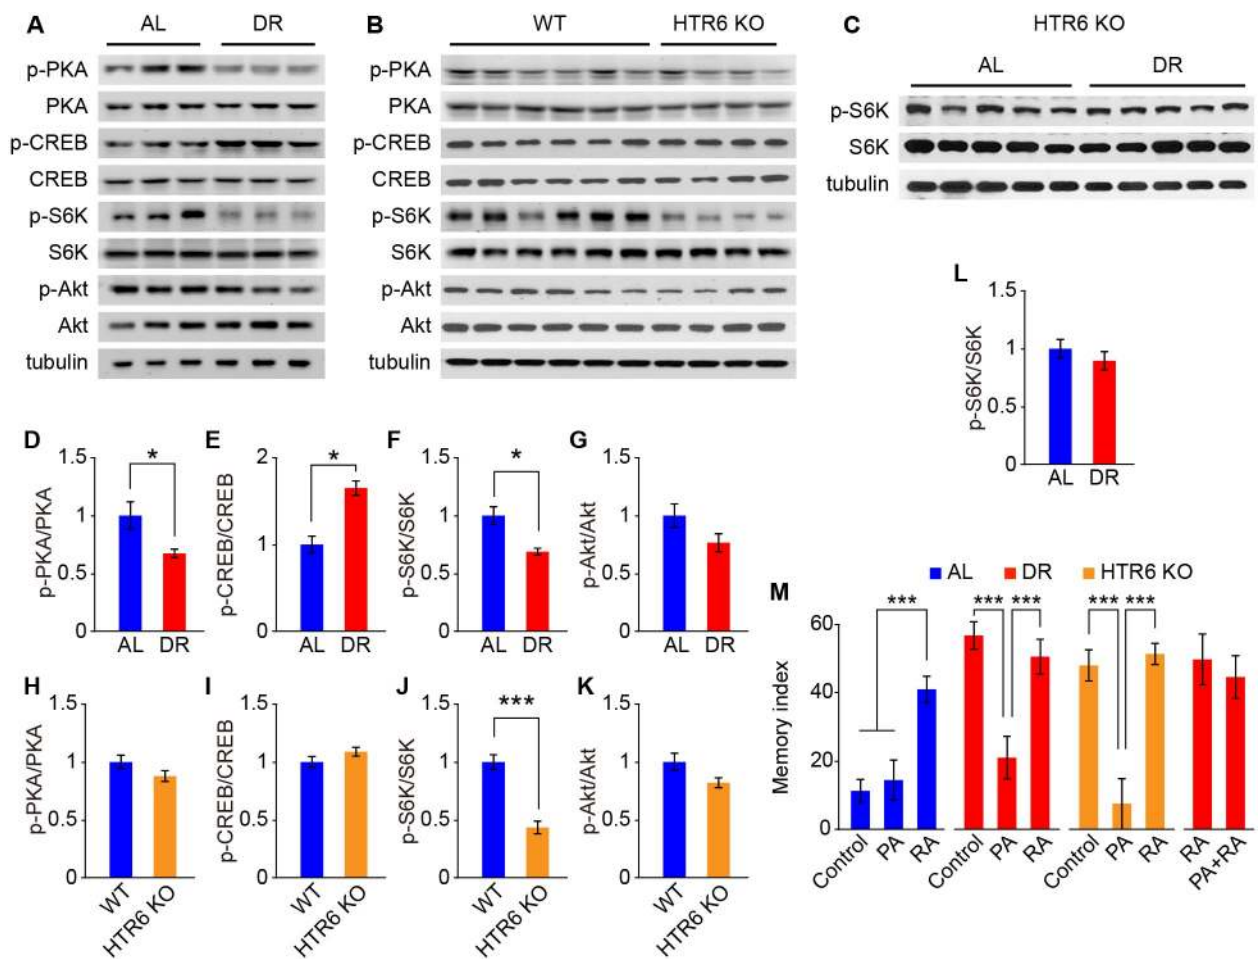 A AL DR
p-PKA
PKA
p-CREB
CREB
p-S6K
S6K
p-Akt
Akt
tubulin
B WT HTR6 KO
p-PKA
PKA
p-CREB
CREB
p-S6K
S6K
p-Akt
Akt
tubulin
C HTR6 KO
AL DR
p-S6K
S6K
tubulin
L
p-S6K/S6K
1.5
1
0.5
0
AL DR
D
p-PKA/PKA
1.5
1
0.5
0
*
AL DR
E
p-CREB/CREB
2
1
0
*
AL DR
F
p-S6K/S6K
1.5
1
0.5
0
*
AL DR
G
p-Akt/Akt
1.5
1
0.5
0
AL DR
H
p-PKA/PKA
1.5
1
0.5
0
WT HTR6 KO
I
p-CREB/CREB
1.5
1
0.5
0
WT HTR6 KO
J
p-S6K/S6K
1.5
1
0.5
0
***
WT HTR6 KO
K
p-Akt/Akt
1.5
1
0.5
0
WT HTR6 KO
M
AL DR HTR6 KO
Memory index
60
40
20
0
*** *** *** *** ***
Control PA RA Control PA RA Control PA RA RA PA+RA